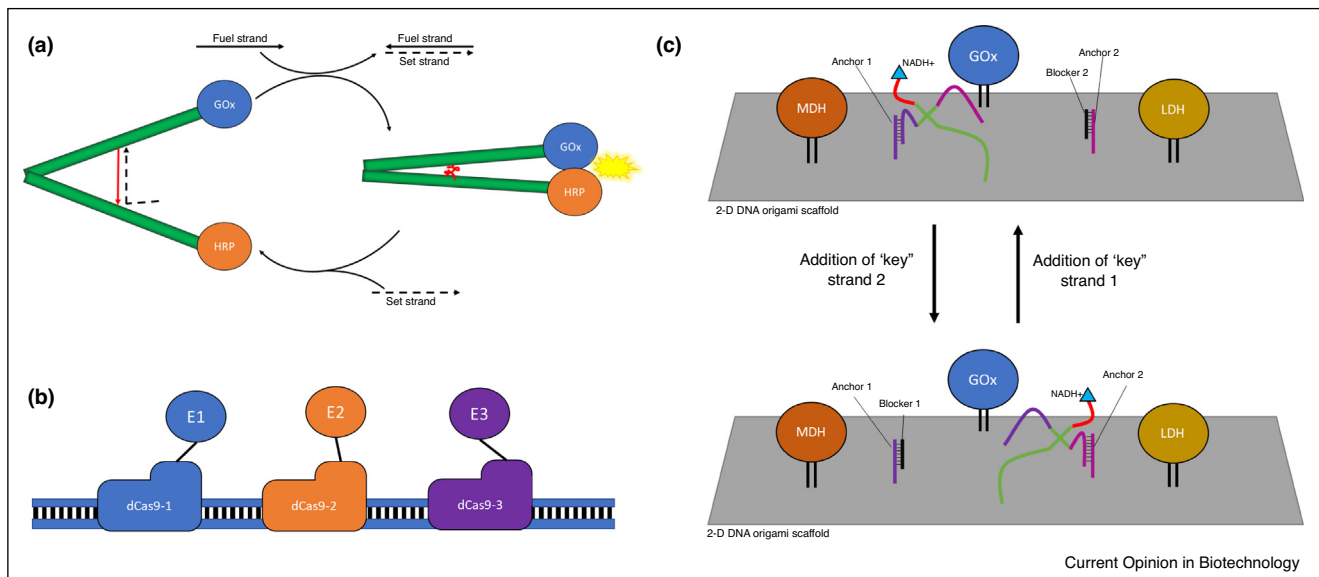 (a)
Fuel strand
Fuel strand
Set strand
GOx
HRP
GOx
HRP
Set strand
(b)
E1
E2
E3
dCas9-1
dCas9-2
dCas9-3
(c)
Anchor 1
NADH+
GOx
Anchor 2
Blocker 2
MDH
LDH
2-D DNA origami scaffold
Addition of ‘key”
strand 2
Addition of ‘key”
strand 1
Anchor 1
Blocker 1
GOx
NADH+
Anchor 2
MDH
LDH
2-D DNA origami scaffold
Current Opinion in Biotechnology